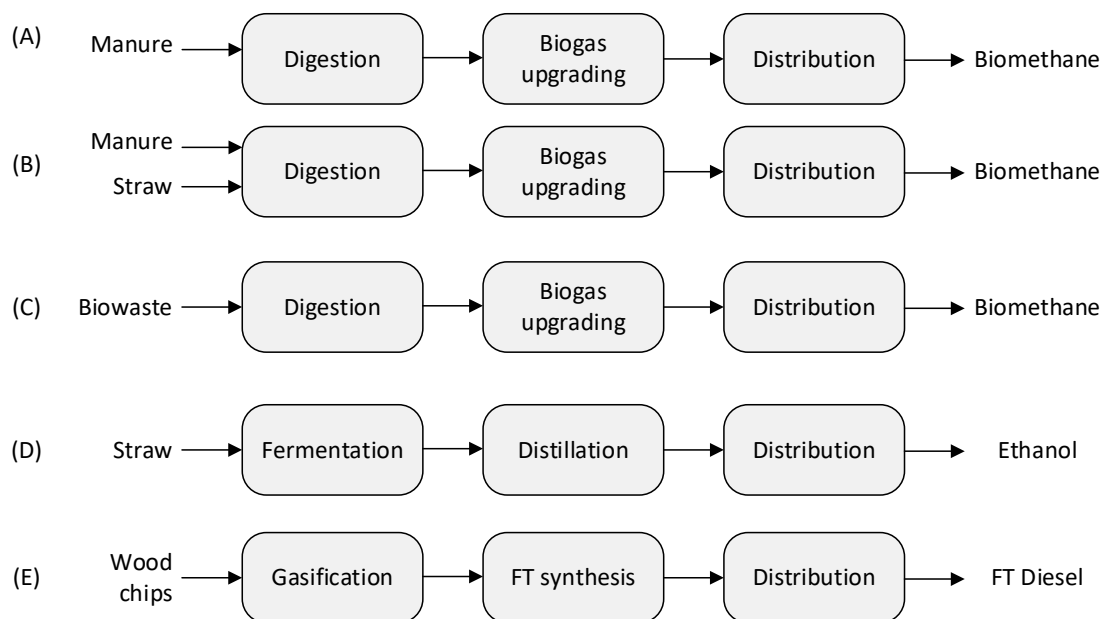 (A) Manure Digestion Biogas upgrading Distribution Biomethane
(B) Manure Straw Digestion Biogas upgrading Distribution Biomethane
(C) Biowaste Digestion Biogas upgrading Distribution Biomethane
(D) Straw Fermentation Distillation Distribution Ethanol
(E) Wood chips Gasification FT synthesis Distribution FT Diesel